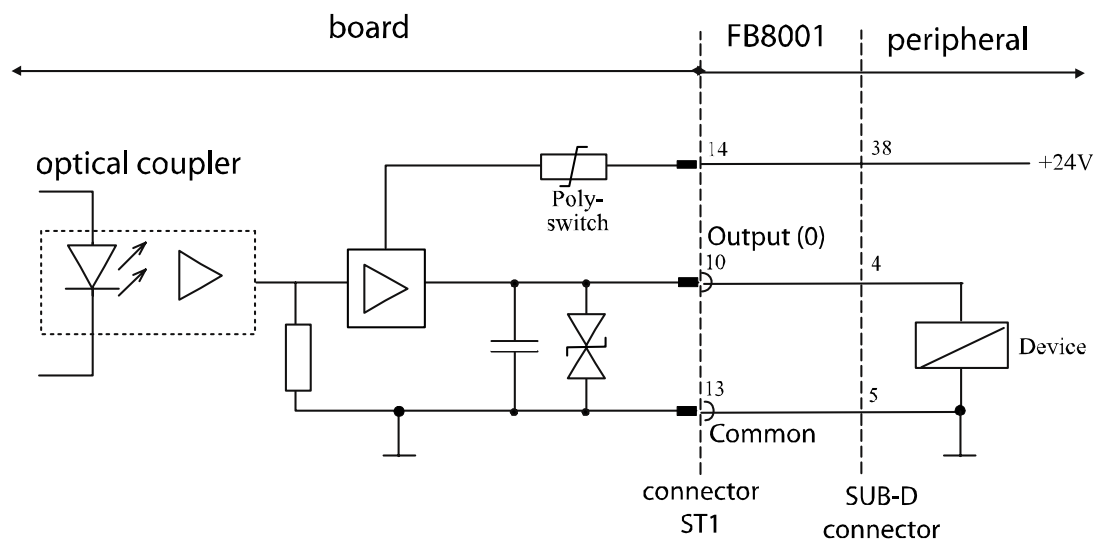 board
FB8001
peripheral
optical coupler
14
38
+24V
Poly-
switch
Output (0)
10
4
Device
13
5
Common
connector
ST1
SUB-D
connector